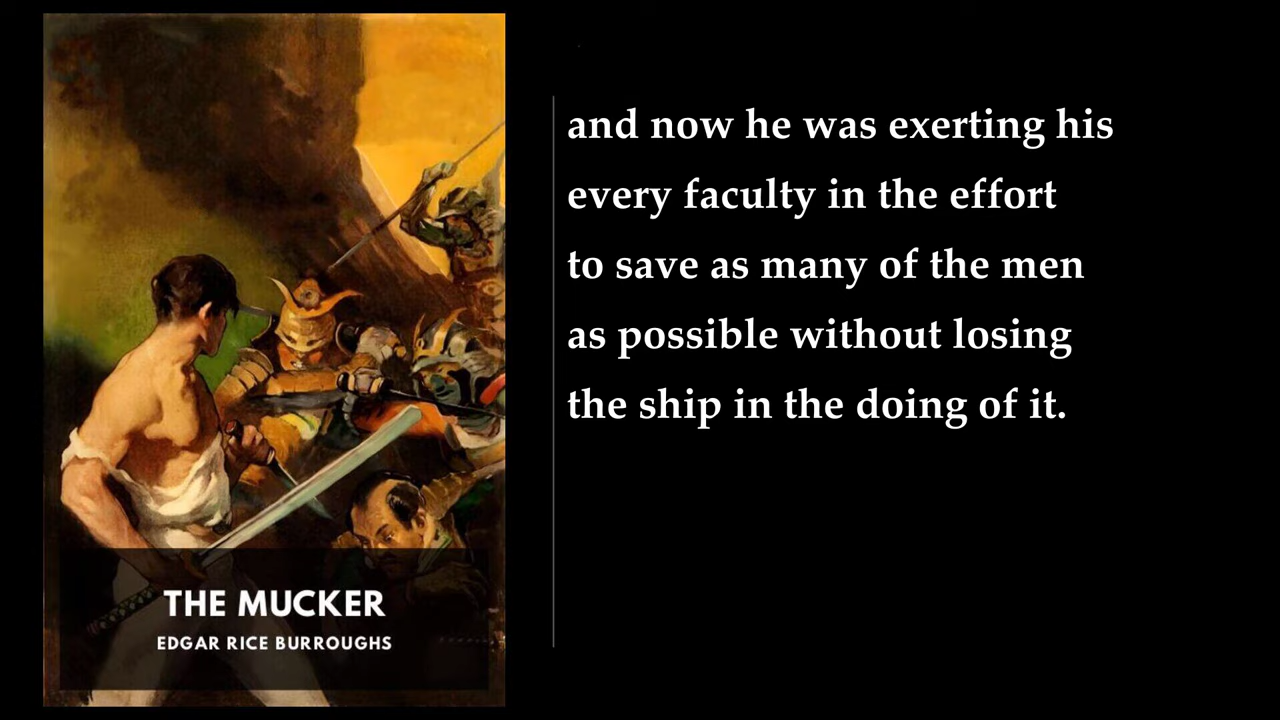 THE MUCKER
EDGAR RICE BURROUGHS
and now he was exerting his
every faculty in the effort
to save as many of the men
as possible without losing
the ship in the doing of it.